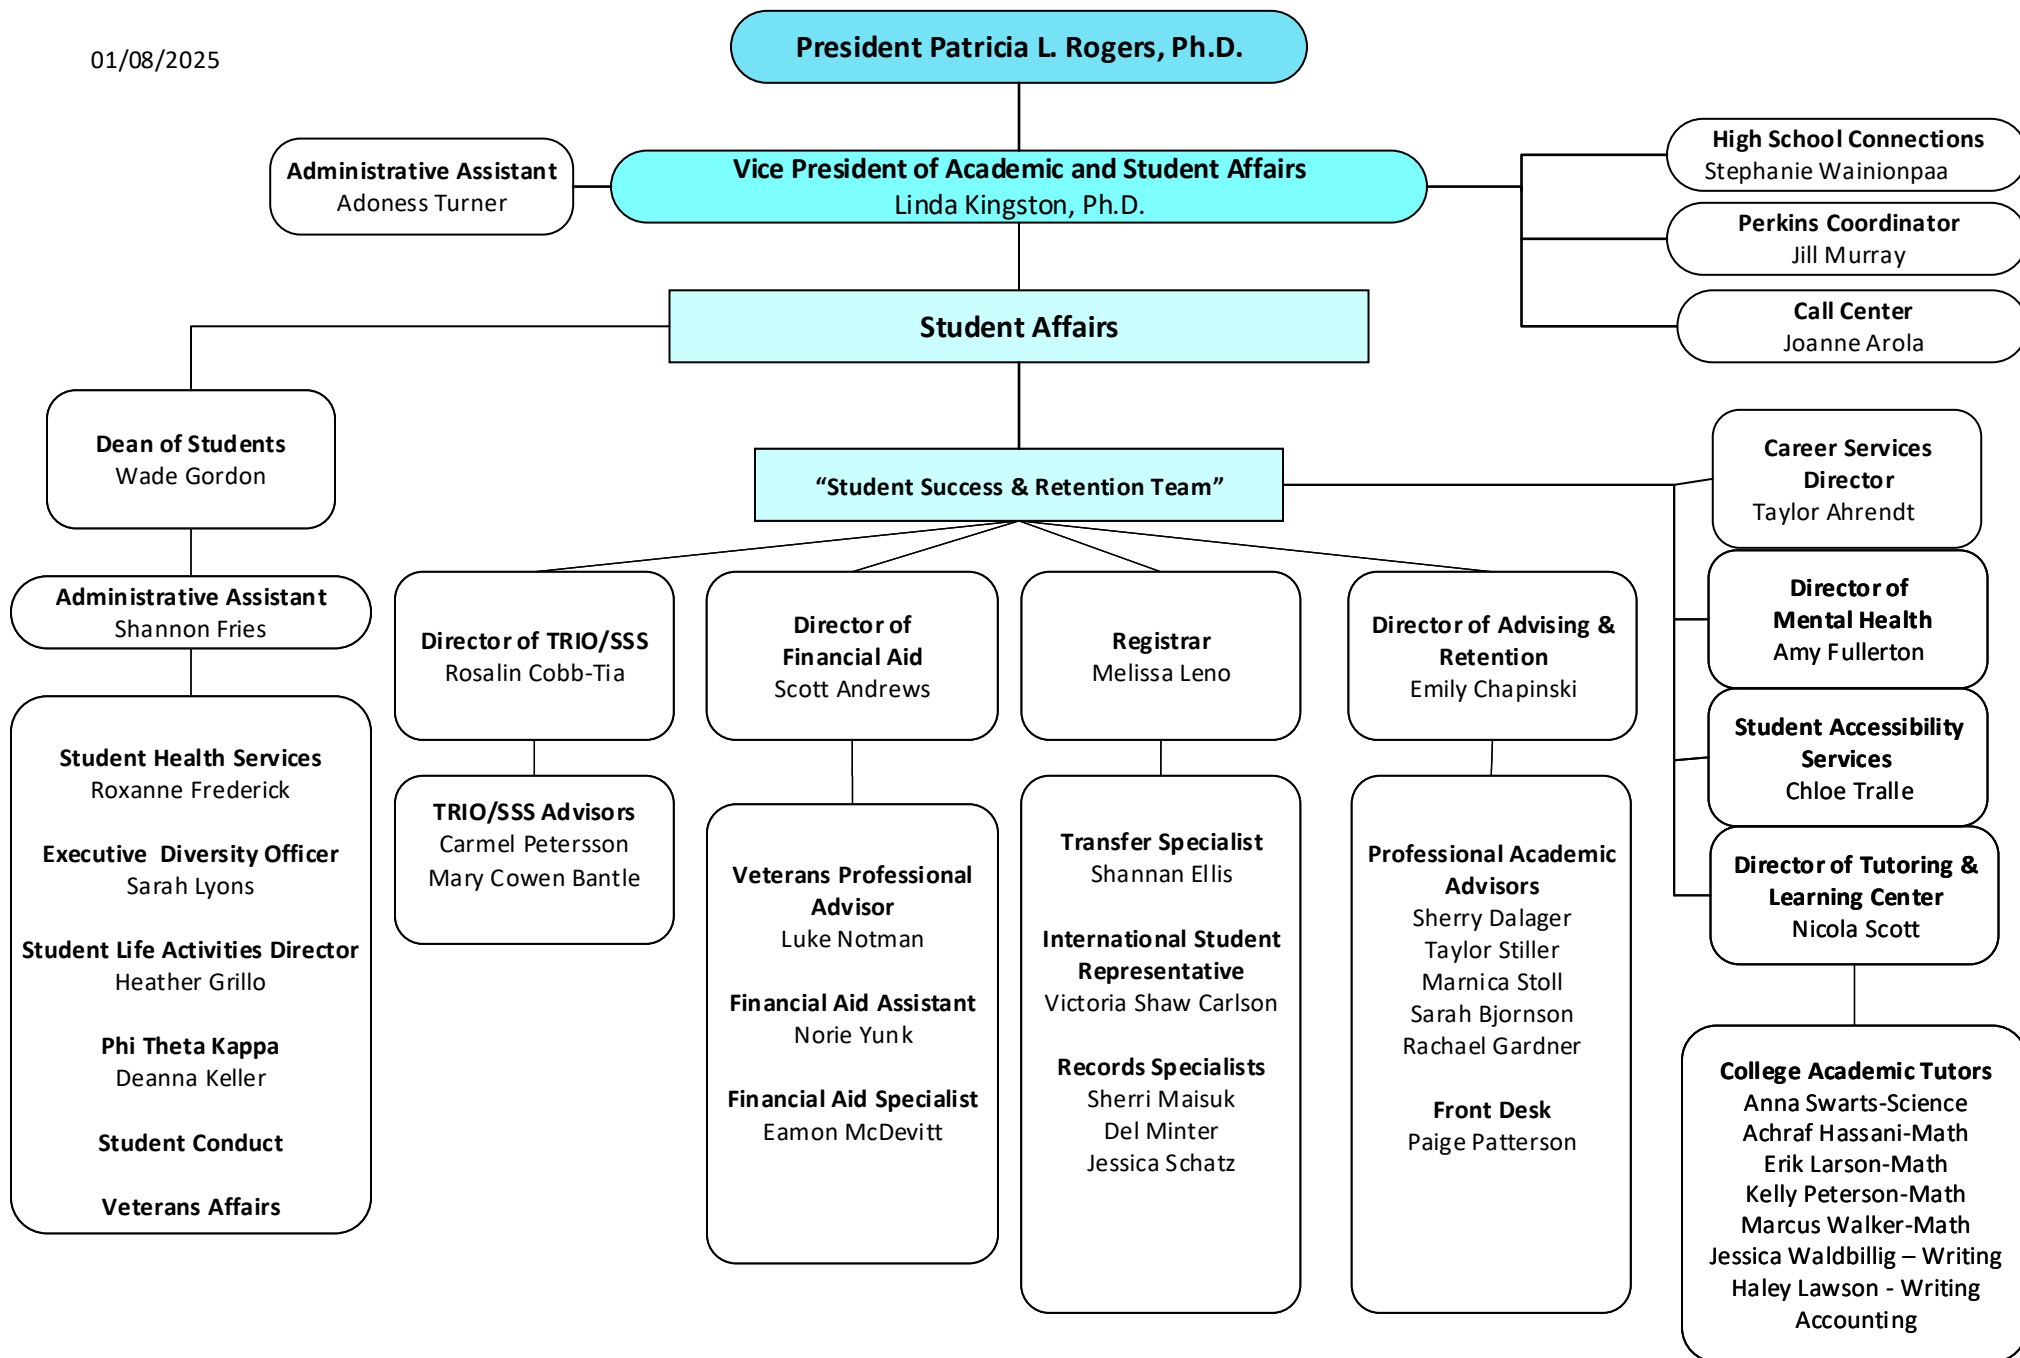 01/08/2025
President Patricia L. Rogers, Ph.D.
Administrative Assistant
Adoness Turner
Vice President of Academic and Student Affairs
Linda Kingston, Ph.D.
High School Connections
Stephanie Wainionpaa
Perkins Coordinator
Jill Murray
Call Center
Joanne Arola
Student Affairs
Dean of Students
Wade Gordon
Administrative Assistant
Shannon Fries
Student Health Services
Roxanne Frederick
Executive  Diversity Officer
Sarah Lyons
Student Life Activities Director
Heather Grillo
Phi Theta Kappa
Deanna Keller
Student Conduct
Veterans Affairs
“Student Success & Retention Team”
Director of TRIO/SSS
Rosalin Cobb-Tia
TRIO/SSS Advisors
Carmel Petersson
Mary Cowen Bantle
Director of
Financial Aid
Scott Andrews
Veterans Professional
Advisor
Luke Notman
Financial Aid Assistant
Norie Yunk
Financial Aid Specialist
Eamon McDevitt
Registrar
Melissa Leno
Transfer Specialist
Shannan Ellis
International Student
Representative
Victoria Shaw Carlson
Records Specialists
Sherri Maisuk
Del Minter
Jessica Schatz
Director of Advising &
Retention
Emily Chapinski
Professional Academic
Advisors
Sherry Dalager
Taylor Stiller
Marnica Stoll
Sarah Bjornson
Rachael Gardner
Front Desk
Paige Patterson
Career Services
Director
Taylor Ahrendt
Director of
Mental Health
Amy Fullerton
Student Accessibility
Services
Chloe Tralle
Director of Tutoring &
Learning Center
Nicola Scott
College Academic Tutors
Anna Swarts-Science
Achraf Hassani-Math
Erik Larson-Math
Kelly Peterson-Math
Marcus Walker-Math
Jessica Waldbillig – Writing
Haley Lawson - Writing
Accounting